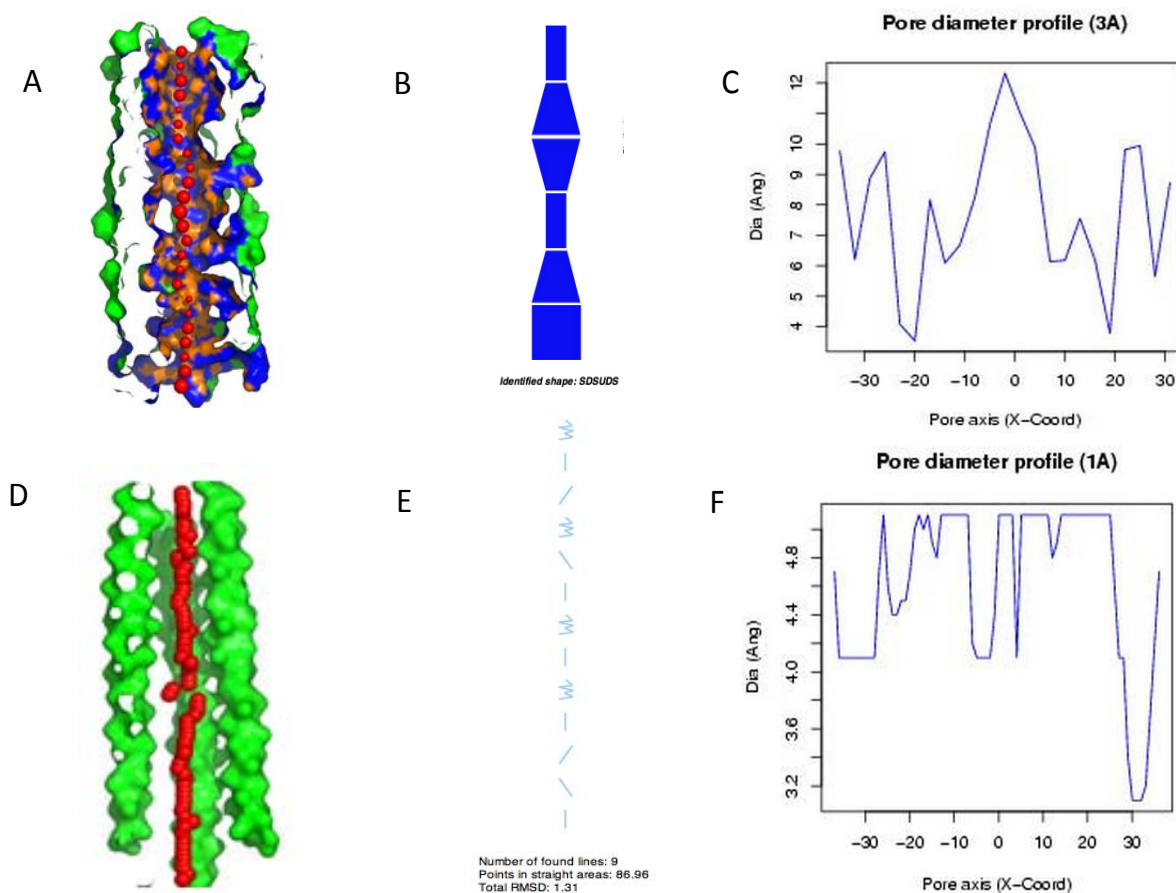 A
B
C
Pore diameter profile (3A)
Dia (Ang)
12
11
10
9
8
7
6
5
4
−30 −20 −10 0 10 20 30
Pore axis (X−Coord)
Identified shape: SDSUDS
D
E
F
Pore diameter profile (1A)
Dia (Ang)
4.8
4.4
4.0
3.6
3.2
−30 −20 −10 0 10 20 30
Pore axis (X−Coord)
Number of found lines: 9
Points in straight areas: 86.96
Total RMSD: 1.31